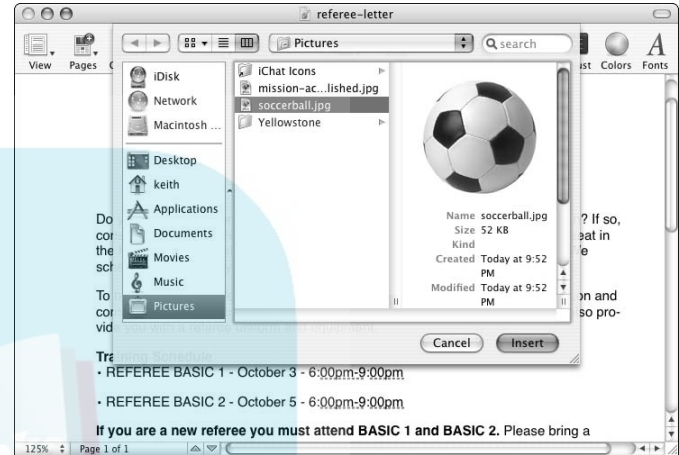 referee-letter
View Pages
Pictures
search
Colors Fonts
iDisk
Network
Macintosh ...
Desktop
keith
Applications
Documents
Movies
Music
Pictures
iChat Icons
mission-ac...lished.jpg
soccerball.jpg
Yellowstone
Name soccerball.jpg
Size 52 KB
Kind
Created Today at 9:52
PM
Modified Today at 9:52
PM
Cancel Insert
? If so,
the
To
on and
so pro-
Training Schedule
• REFEREE BASIC 1 - October 3 - 6:00pm-9:00pm
• REFEREE BASIC 2 - October 5 - 6:00pm-9:00pm
If you are a new referee you must attend BASIC 1 and BASIC 2. Please bring a
125% Page 1 of 1